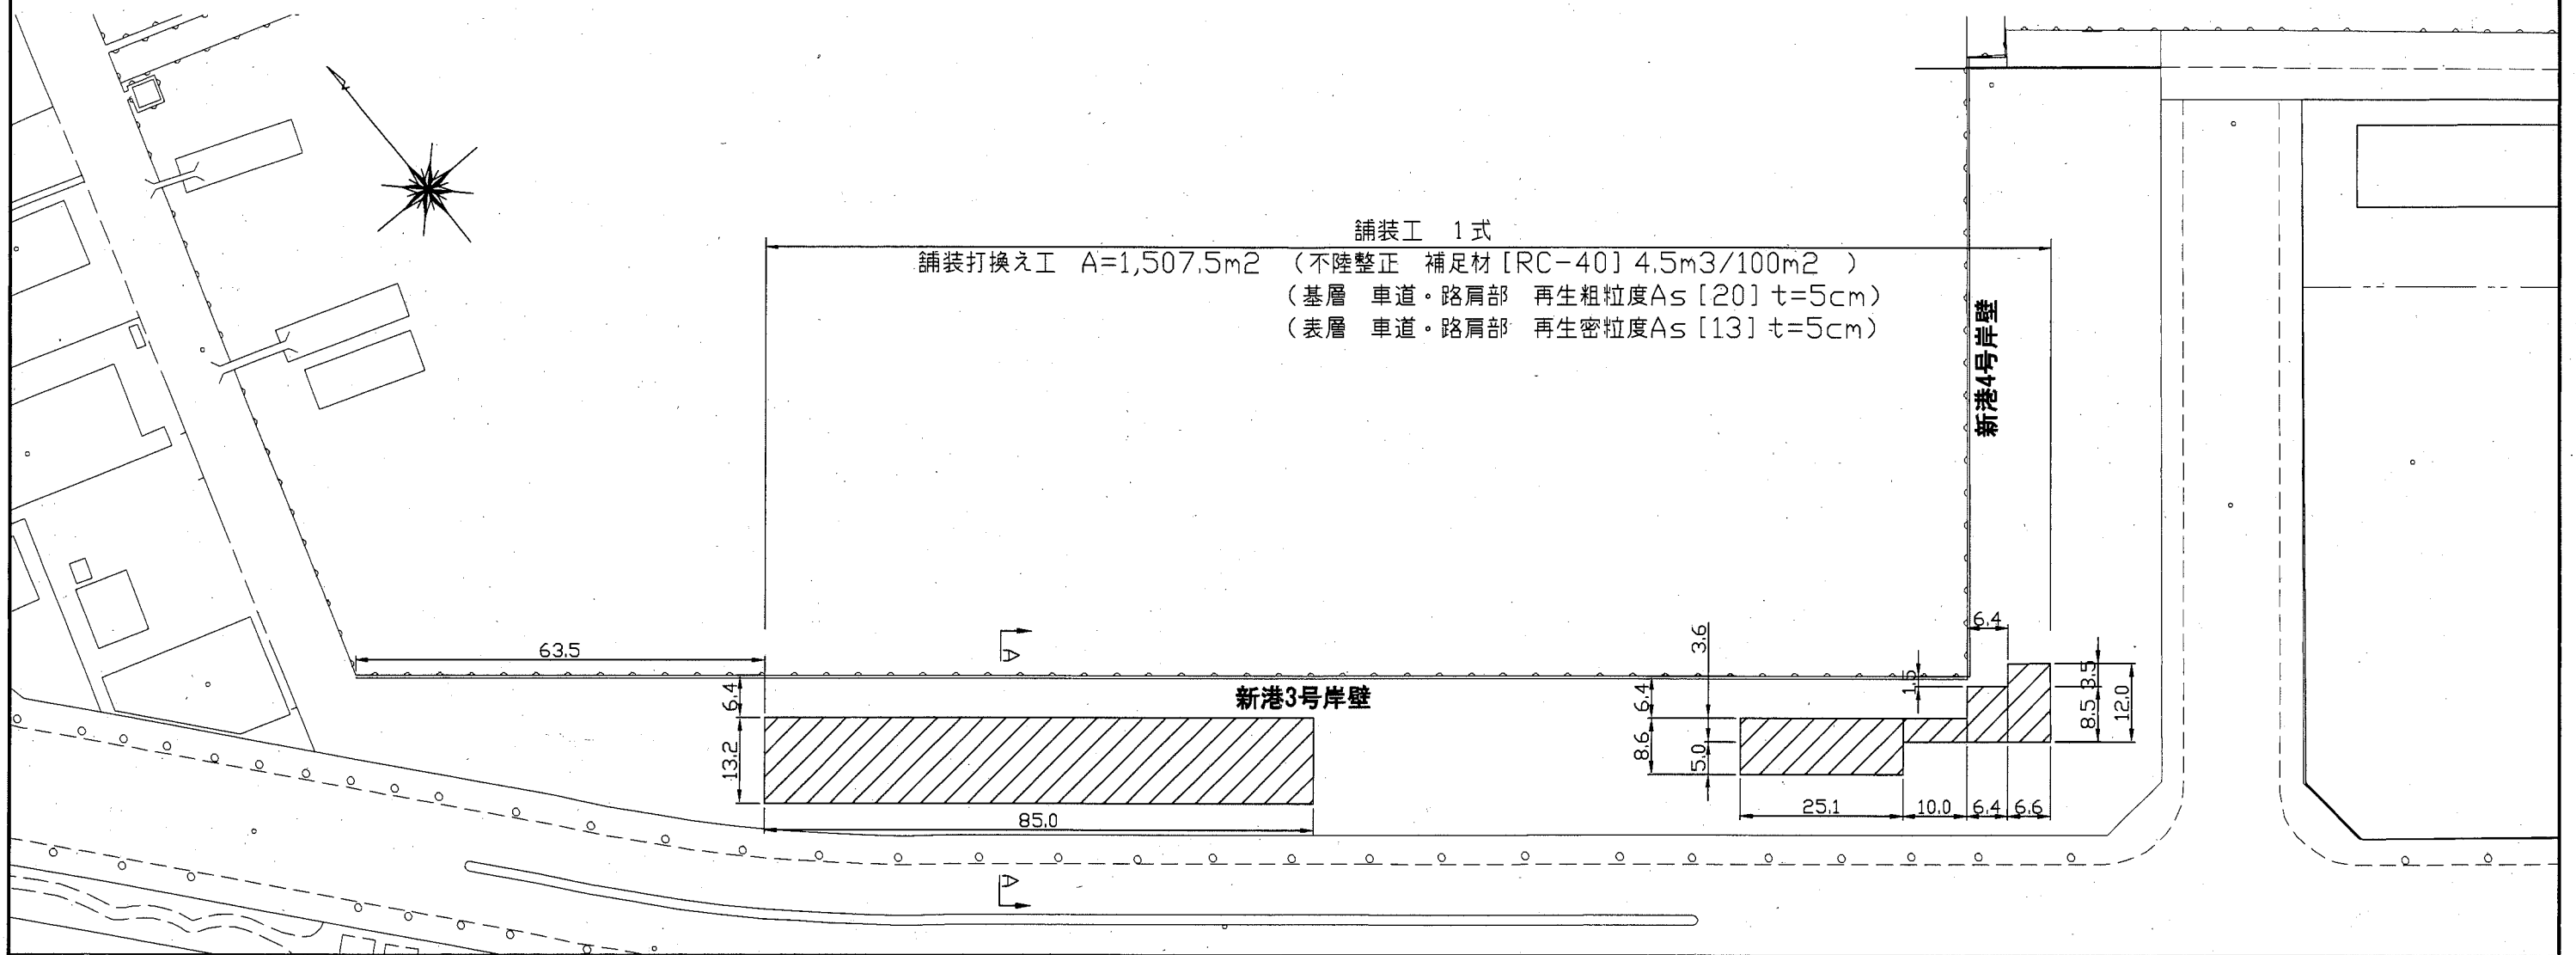 舗装工 1式
舗装打換え工 A=1,507.5m2 (不陸整正 補足材[RC-40] 4.5m3/100m2 )
(基層 車道・路肩部 再生粗粒度As[20] t=5cm)
(表層 車道・路肩部 再生密粒度As[13] t=5cm)
新港4号岸壁
63.5
A
新港3号岸壁
6.4
13.2
85.0
A
3.6
6.4
8.6
5.0
1.5
6.4
3.5
8.5
12.0
25.1
10.0
6.4
6.6